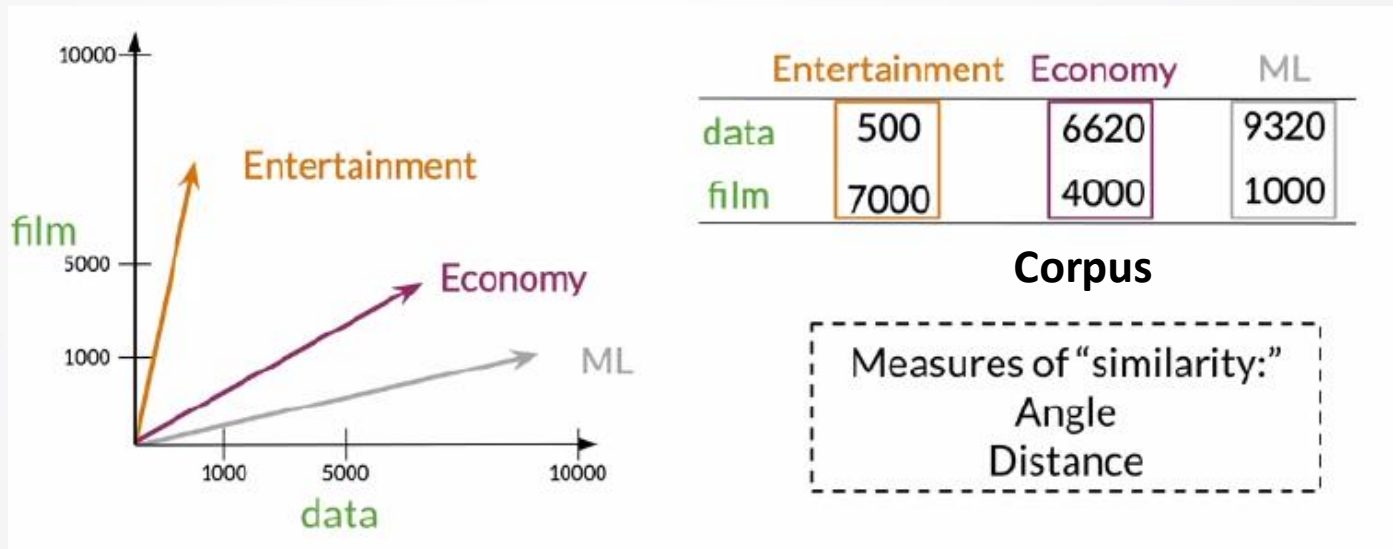 10000
Entertainment
film
5000
Economy
1000
ML
1000 5000 10000
data
Entertainment Economy ML
data 500 6620 9320
film 7000 4000 1000
Corpus
Measures of “similarity:”
Angle
Distance